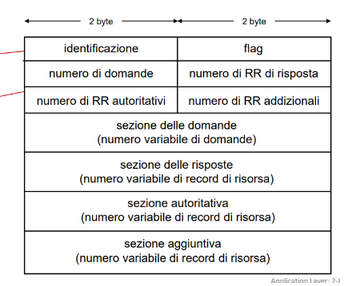 2 byte 2 byte
identificazione flag
numero di domande numero di RR di risposta
numero di RR autoritativi numero di RR addizionali
sezione delle domande
(numero variabile di domande)
sezione delle risposte
(numero variabile di record di risorsa)
sezione autoritativa
(numero variabile di record di risorsa)
sezione aggiuntiva
(numero variabile di record di risorsa)
Application Layer: 2-